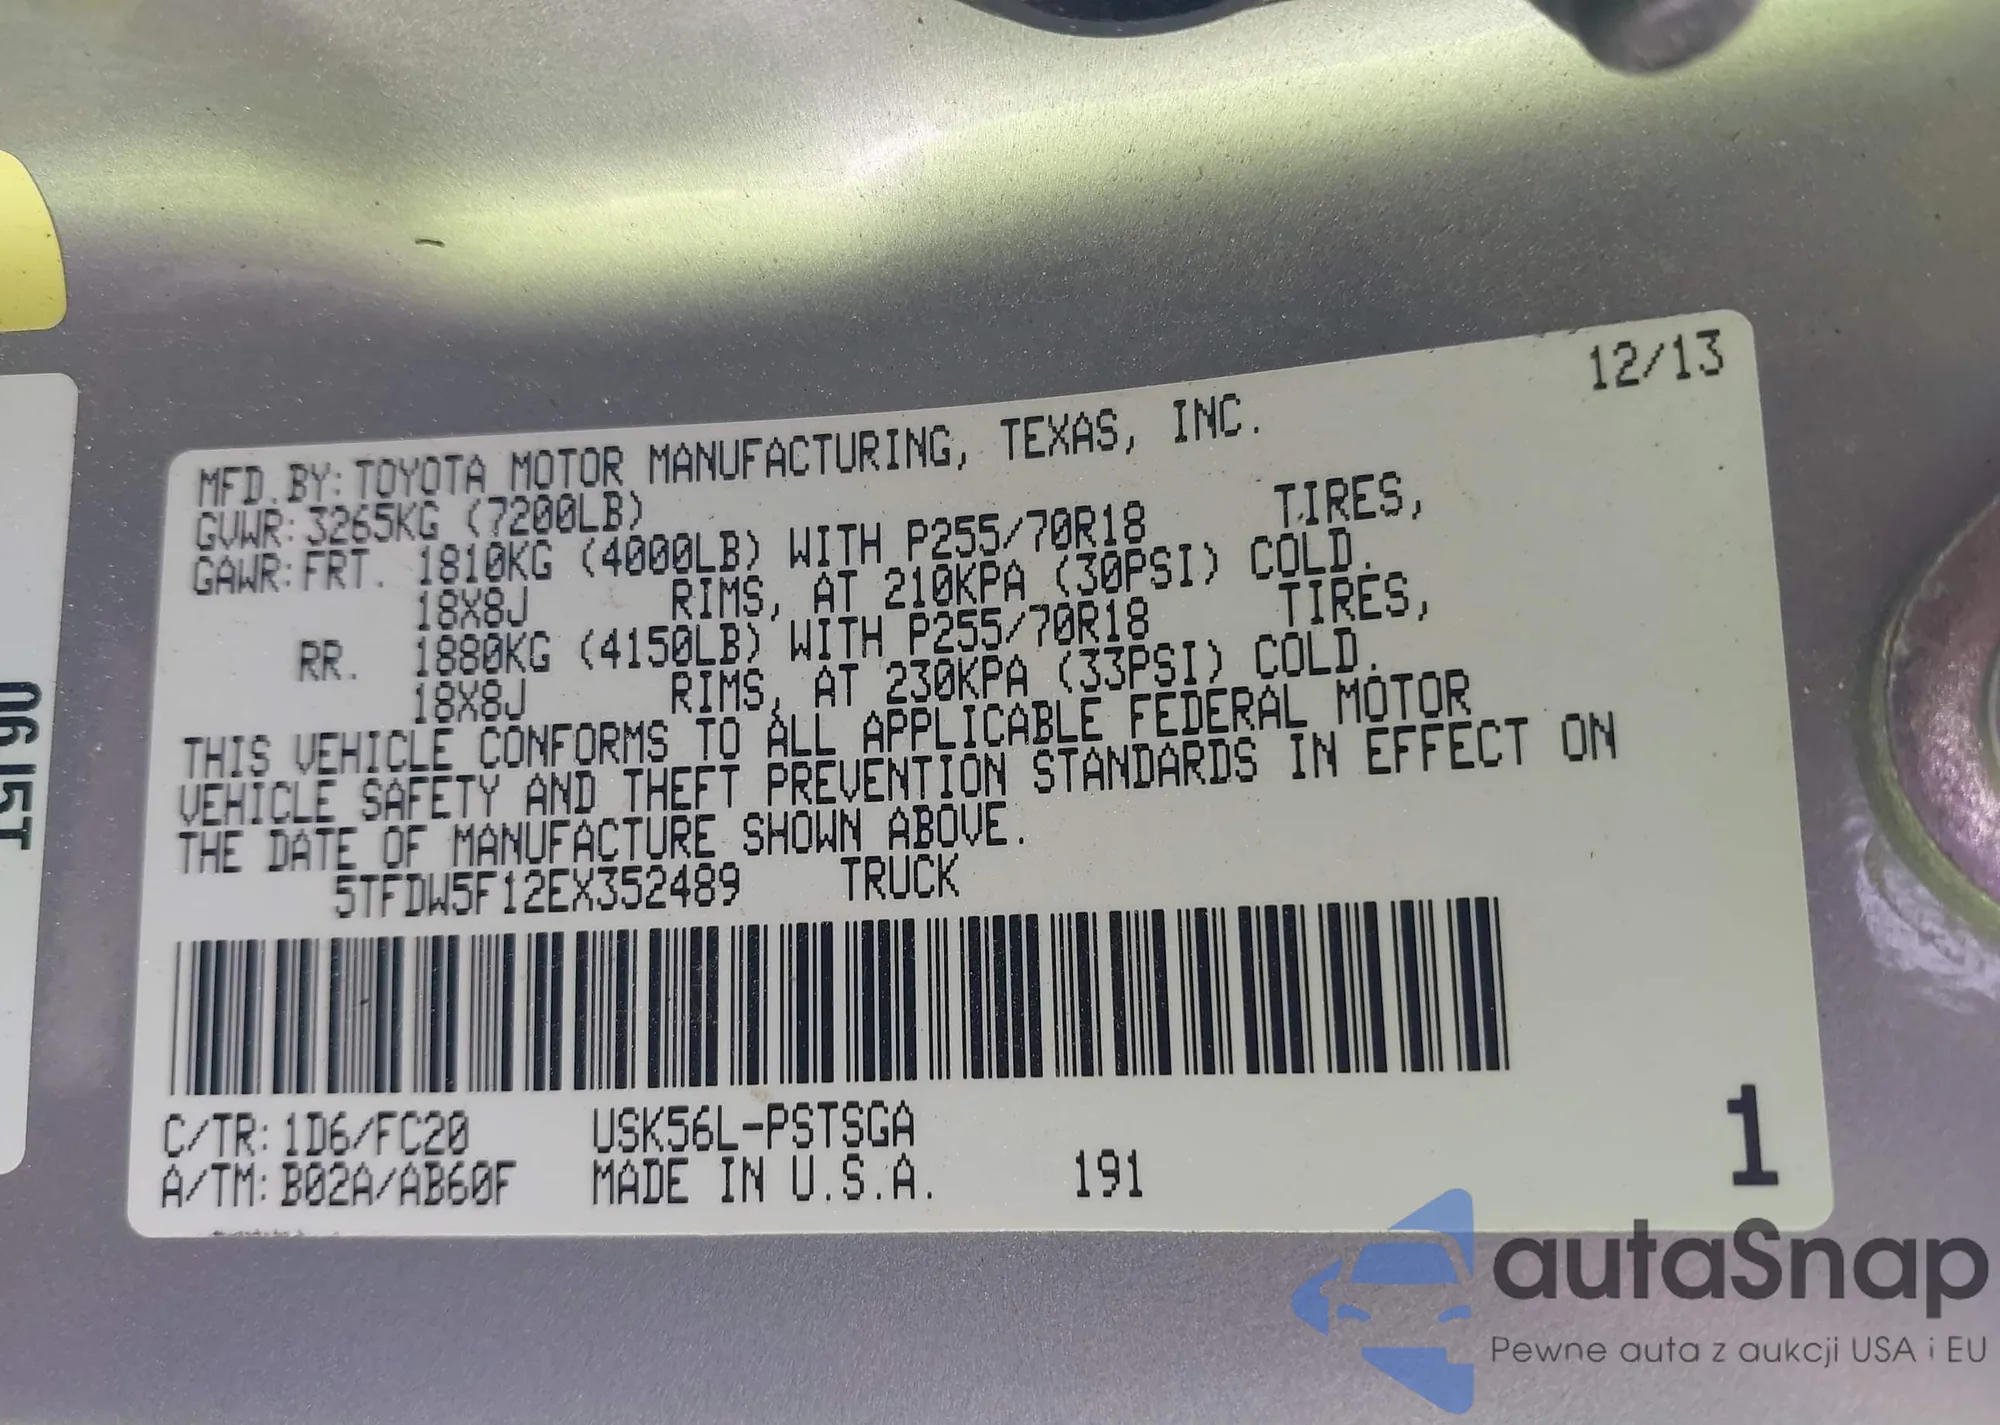 12/13
MFD.BY: TOYOTA MOTOR MANUFACTURING, TEXAS, INC.
GVWR: 3265KG (7200LB)
GAWR: FRT. 1810KG (4000LB) WITH P255/70R18 TIRES,
18X8J RIMS, AT 210KPA (30PSI) COLD.
RR. 1880KG (4150LB) WITH P255/70R18 TIRES,
18X8J RIMS, AT 230KPA (33PSI) COLD.
THIS VEHICLE CONFORMS TO ALL APPLICABLE FEDERAL MOTOR
VEHICLE SAFETY AND THEFT PREVENTION STANDARDS IN EFFECT ON
THE DATE OF MANUFACTURE SHOWN ABOVE.
5TFDW5F12EX352489 TRUCK
C/TR: 1D6/FC20 USK56L-PSTSGA
A/TM: B02A/AB60F MADE IN U.S.A. 191
1
06J5T
autaSnap
Pewne auta z aukcji USA i EU